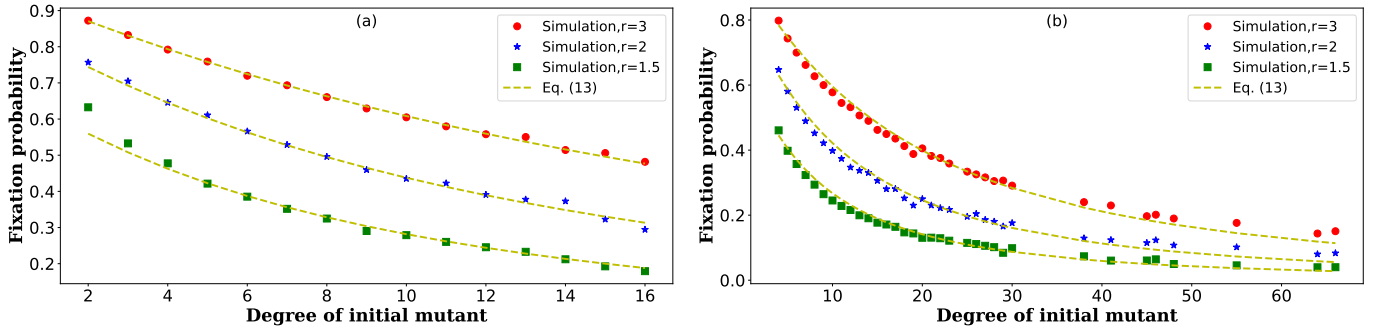 (a)
Simulation,r=3
Simulation,r=2
Simulation,r=1.5
Eq. (13)
Fixation probability
0.9
0.8
0.7
0.6
0.5
0.4
0.3
0.2
2 4 6 8 10 12 14 16
Degree of initial mutant
(b)
Simulation,r=3
Simulation,r=2
Simulation,r=1.5
Eq. (13)
Fixation probability
0.8
0.6
0.4
0.2
0.0
10 20 30 40 50 60
Degree of initial mutant